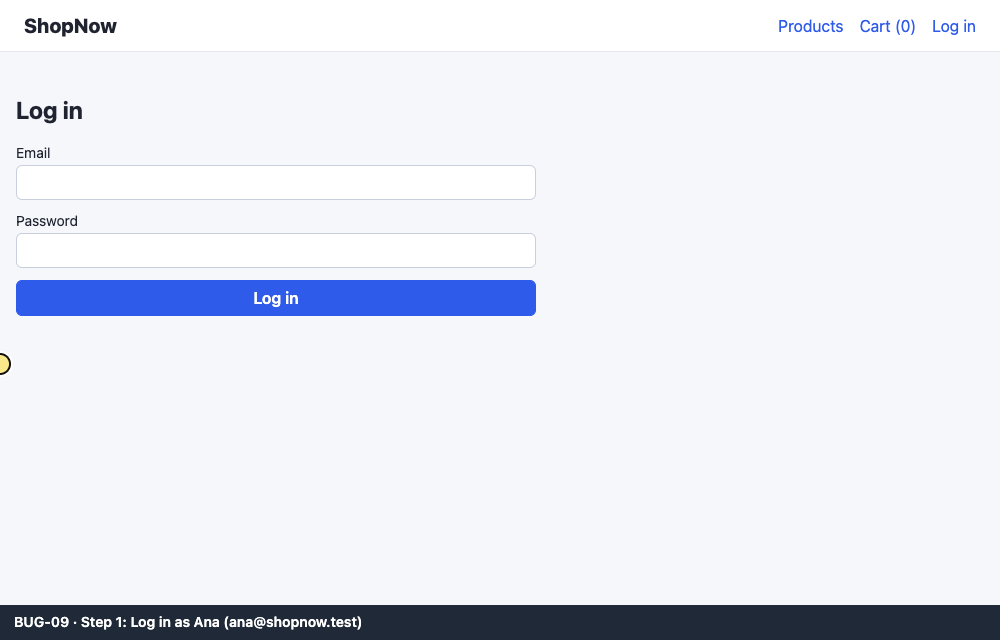 ShopNow
Products Cart (0) Log in
Log in
Email
Password
Log in
BUG-09 · Step 1: Log in as Ana (ana@shopnow.test)